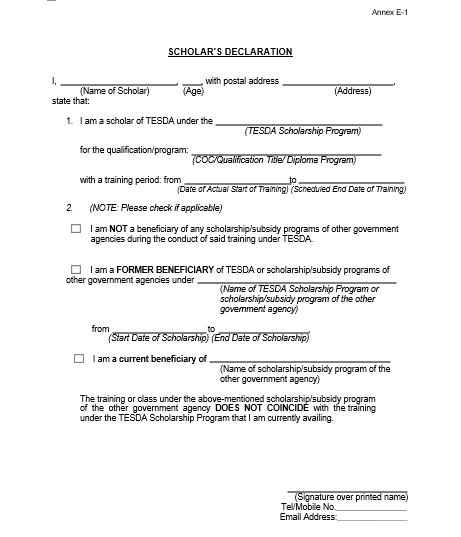 Annex E-1
SCHOLAR'S DECLARATION
I, ____________________, ____, with postal address ____________________,
(Name of Scholar) (Age) (Address)
state that:
1. I am a scholar of TESDA under the ____________________
(TESDA Scholarship Program)
for the qualification/program: ____________________
(COC/Qualification Title/ Diploma Program)
with a training period: from ____________________to ____________________
(Date of Actual Start of Training) (Scheduled End Date of Training)
2. (NOTE: Please check if applicable)
☐ I am NOT a beneficiary of any scholarship/subsidy programs of other government
agencies during the conduct of said training under TESDA.
☐ I am a FORMER BENEFICIARY of TESDA or scholarship/subsidy programs of
other government agencies under ____________________
(Name of TESDA Scholarship Program or
scholarship/subsidy program of the other
government agency)
from ____________________to ____________________.
(Start Date of Scholarship) (End Date of Scholarship)
☐ I am a current beneficiary of ____________________
(Name of scholarship/subsidy program of the
other government agency)
The training or class under the above-mentioned scholarship/subsidy program
of the other government agency DOES NOT COINCIDE with the training
under the TESDA Scholarship Program that I am currently availing.
____________________
(Signature over printed name)
Tel/Mobile No.____________________
Email Address:____________________